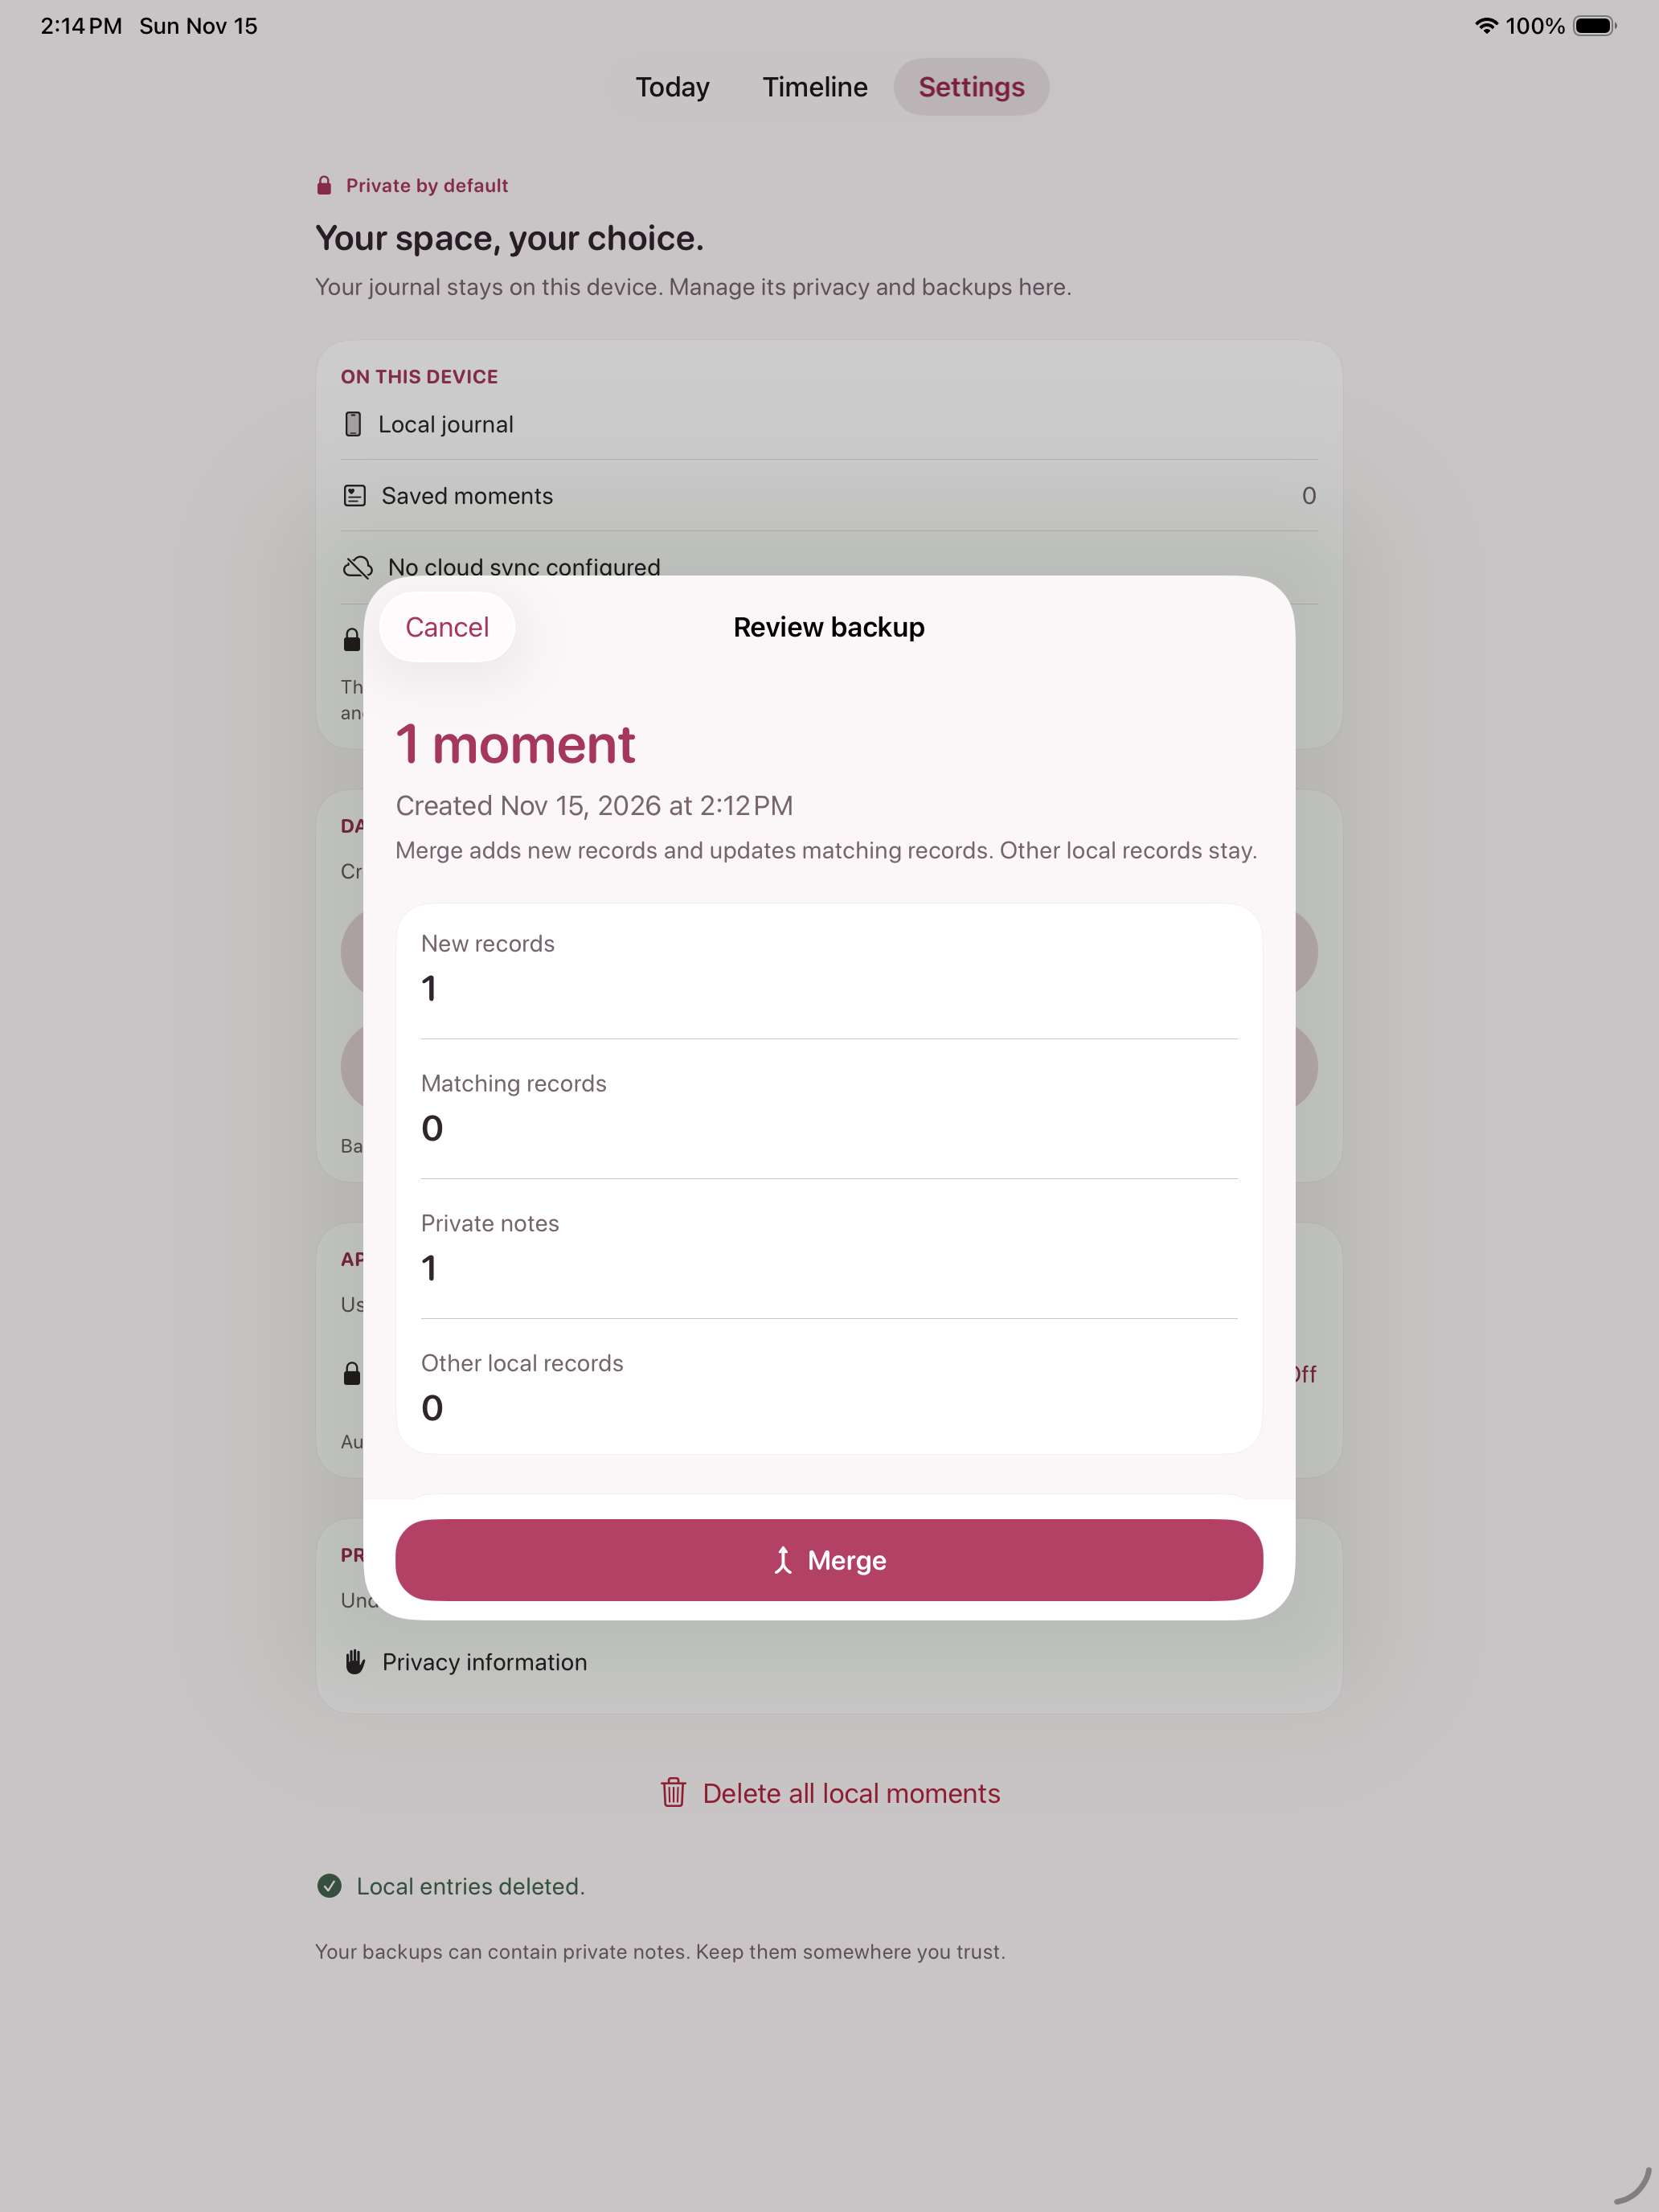 2:14 PM Sun Nov 15
100%
Today
Timeline
Settings
Private by default
Your space, your choice.
Your journal stays on this device. Manage its privacy and backups here.
ON THIS DEVICE
Local journal
Saved moments
0
No cloud sync configured
Cancel
Review backup
1 moment
Created Nov 15, 2026 at 2:12 PM
Merge adds new records and updates matching records. Other local records stay.
New records
1
Matching records
0
Private notes
1
Other local records
0
Merge
Privacy information
Delete all local moments
Local entries deleted.
Your backups can contain private notes. Keep them somewhere you trust.